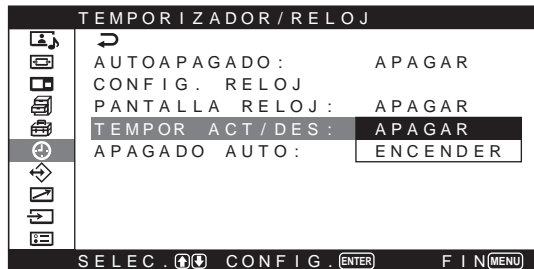 TEMPORIZADOR/RELOJ
AUTOAPAGADO: APAGAR
CONFIG. RELOJ
PANTALLA RELOJ: APAGAR
TEMPOR ACT/DES: APAGAR
APAGADO AUTO: ENCENDER
SELEC. CONFIG. ENTER FIN MENU